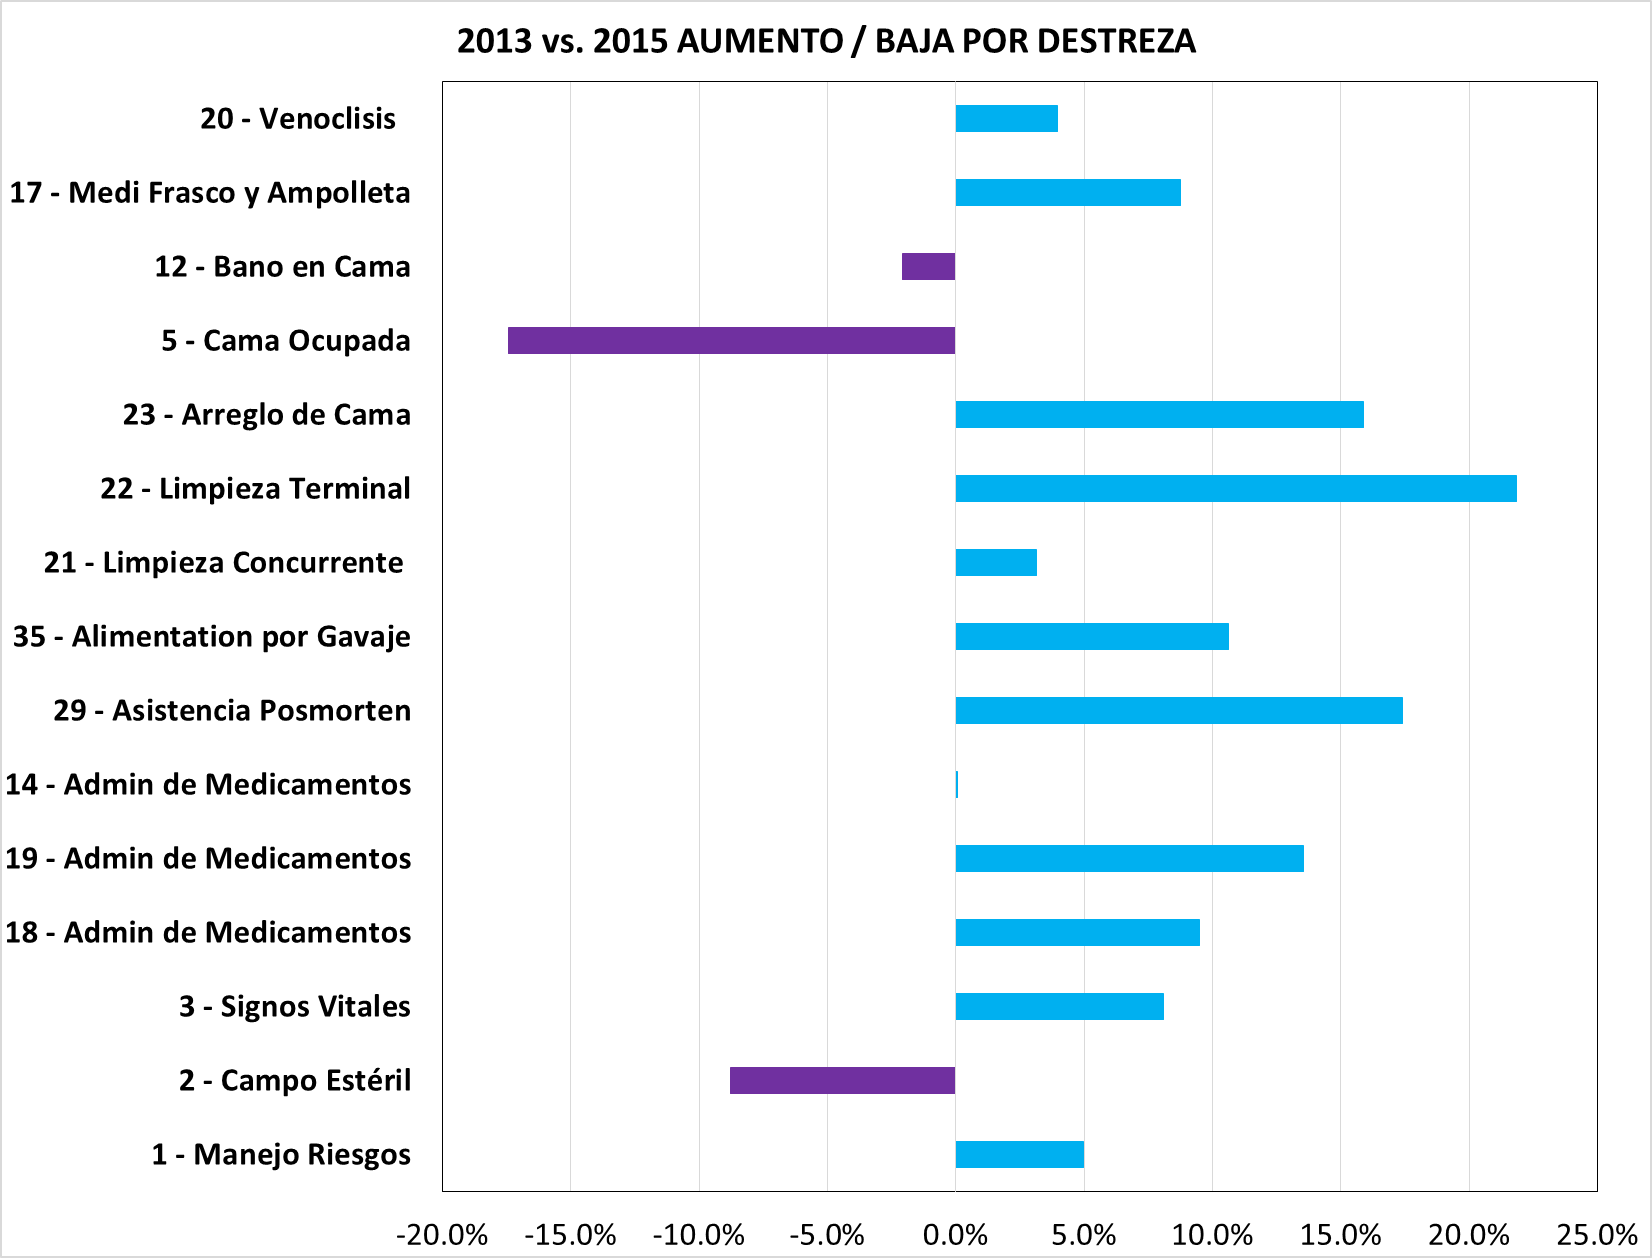 2013 vs. 2015 AUMENTO / BAJA POR DESTREZA
20 - Venoclisis
17 - Medi Frasco y Ampolleta
12 - Bano en Cama
5 - Cama Ocupada
23 - Arreglo de Cama
22 - Limpieza Terminal
21 - Limpieza Concurrente
35 - Alimentation por Gavaje
29 - Asistencia Posmorten
14 - Admin de Medicamentos
19 - Admin de Medicamentos
18 - Admin de Medicamentos
3 - Signos Vitales
2 - Campo Estéril
1 - Manejo Riesgos
-20.0% -15.0% -10.0% -5.0% 0.0% 5.0% 10.0% 15.0% 20.0% 25.0%